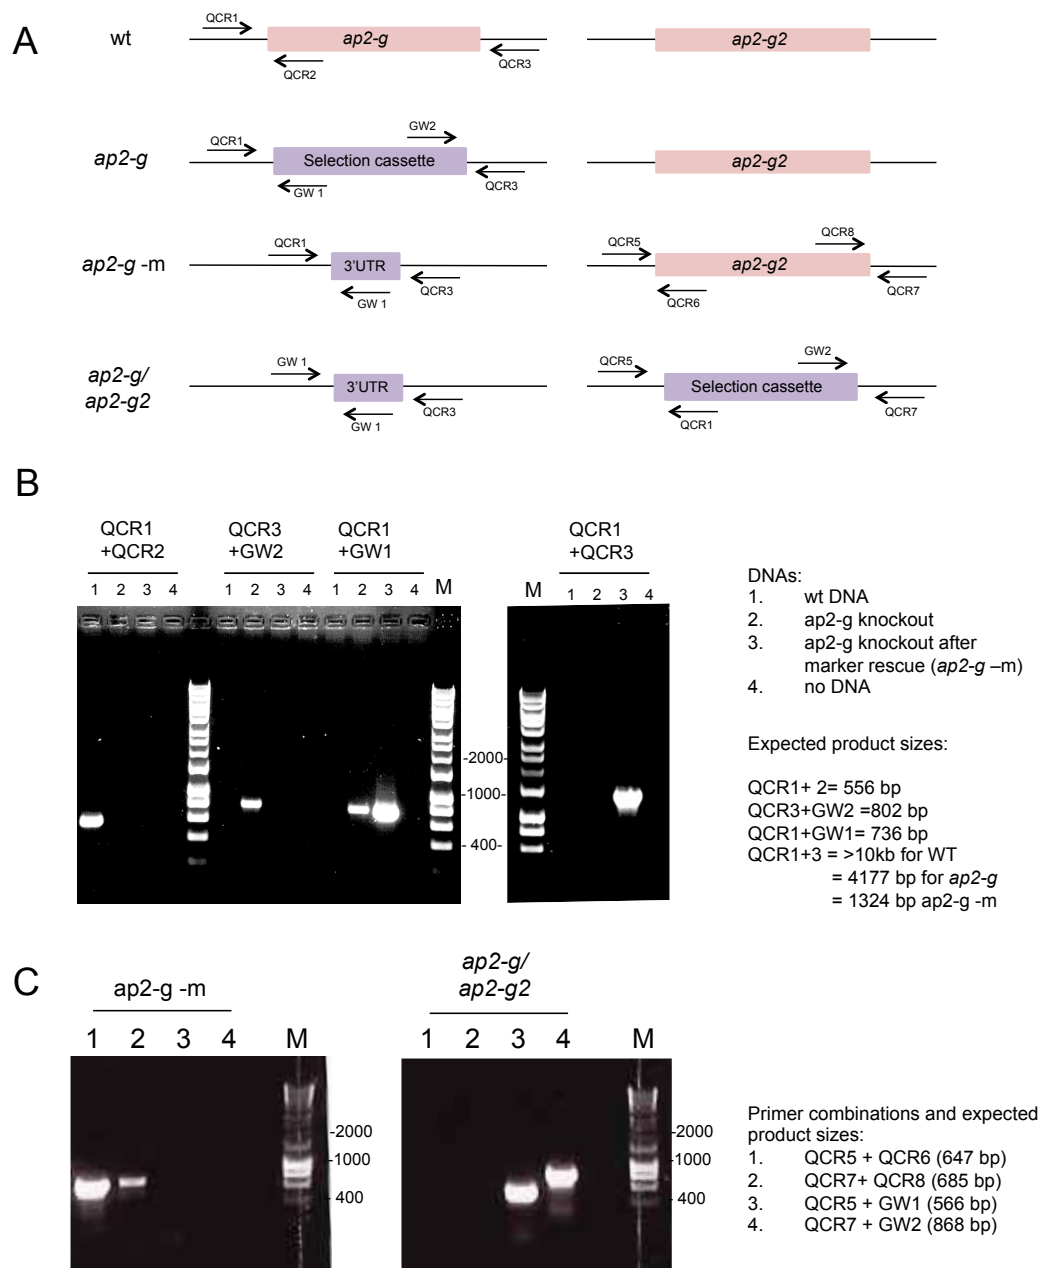 A
wt
QCR1
ap2-g
QCR2
QCR3
ap2-g2
ap2-g
QCR1
GW2
Selection cassette
GW 1
QCR3
ap2-g2
ap2-g -m
QCR1
3'UTR
GW 1
QCR3
QCR5
QCR8
ap2-g2
QCR6
QCR7
ap2-g/
ap2-g2
GW 1
3'UTR
GW 1
QCR3
QCR5
GW2
Selection cassette
QCR1
QCR7
B
QCR1
+QCR2
QCR3
+GW2
QCR1
+GW1
QCR1
+QCR3
1 2 3 4
1 2 3 4
1 2 3 4
M
M
1 2 3 4
-2000-
-1000-
- 400-
DNAs:
1. wt DNA
2. ap2-g knockout
3. ap2-g knockout after
marker rescue (ap2-g –m)
4. no DNA
Expected product sizes:
QCR1+ 2= 556 bp
QCR3+GW2 =802 bp
QCR1+GW1= 736 bp
QCR1+3 = >10kb for WT
= 4177 bp for ap2-g
= 1324 bp ap2-g -m
C
ap2-g -m
1 2 3 4 M
-2000
-1000
- 400
ap2-g/
ap2-g2
1 2 3 4 M
-2000
-1000
- 400
Primer combinations and expected
product sizes:
1. QCR5 + QCR6 (647 bp)
2. QCR7+ QCR8 (685 bp)
3. QCR5 + GW1 (566 bp)
4. QCR7 + GW2 (868 bp)